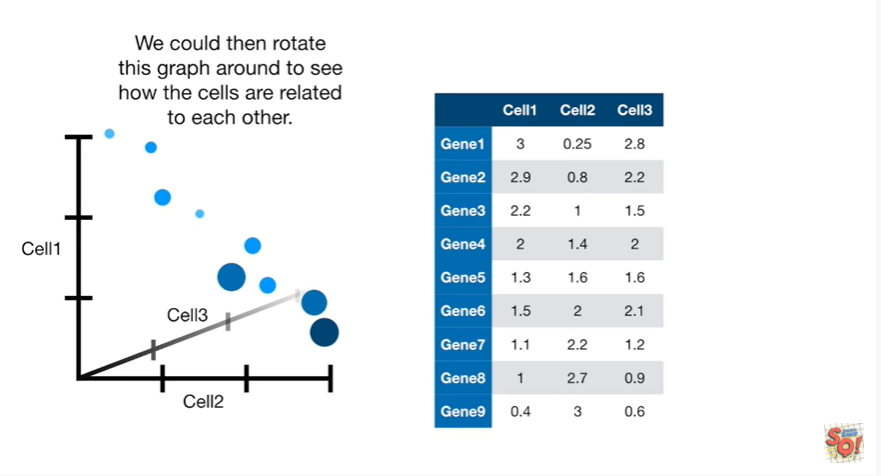 We could then rotate
this graph around to see
how the cells are related
to each other.
Cell1
Cell3
Cell2
Cell1 Cell2 Cell3
Gene1 3 0.25 2.8
Gene2 2.9 0.8 2.2
Gene3 2.2 1 1.5
Gene4 2 1.4 2
Gene5 1.3 1.6 1.6
Gene6 1.5 2 2.1
Gene7 1.1 2.2 1.2
Gene8 1 2.7 0.9
Gene9 0.4 3 0.6
SQ!